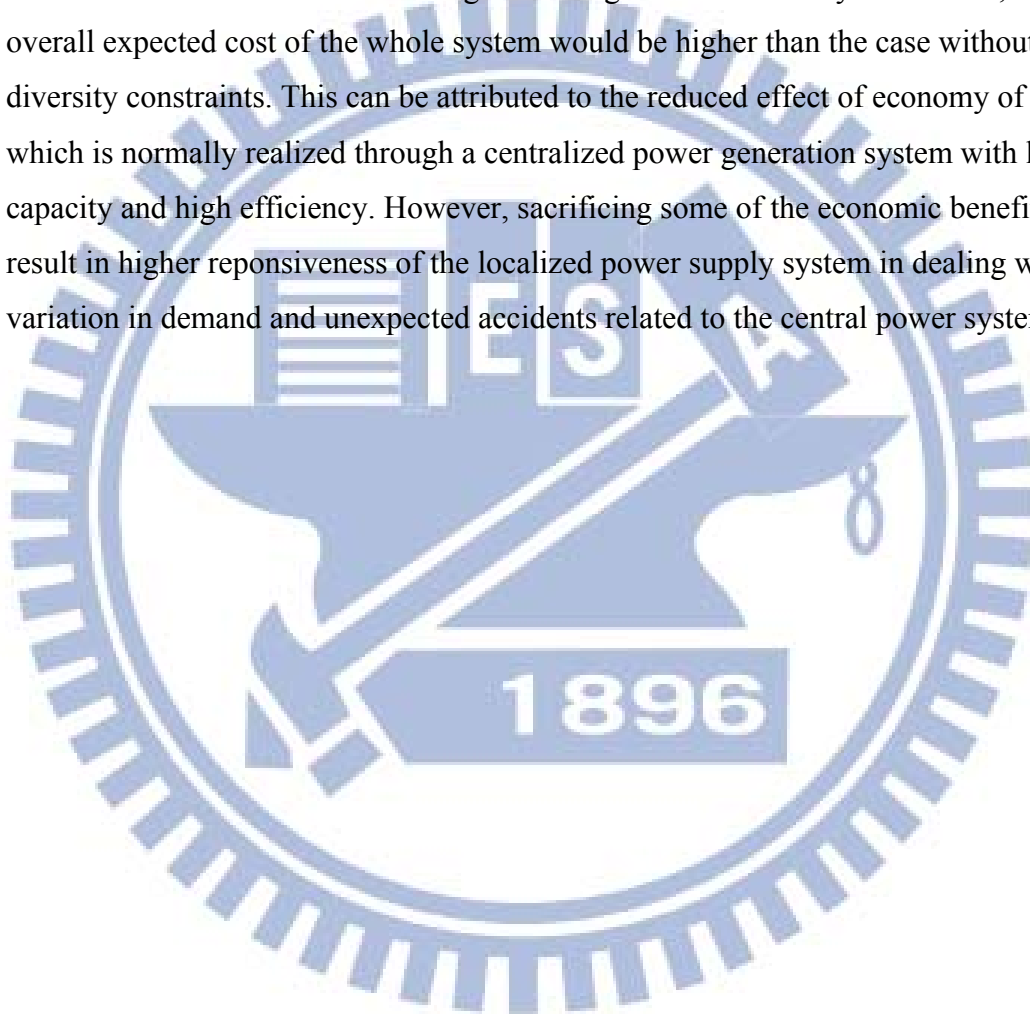 overall expected cost of the whole system would be higher than the case without
diversity constraints. This can be attributed to the reduced effect of economy of
which is normally realized through a centralized power generation system with
capacity and high efficiency. However, sacrificing some of the economic
result in higher reponsiveness of the localized power supply system in dealing
variation in demand and unexpected accidents related to the central power
E S A
1896